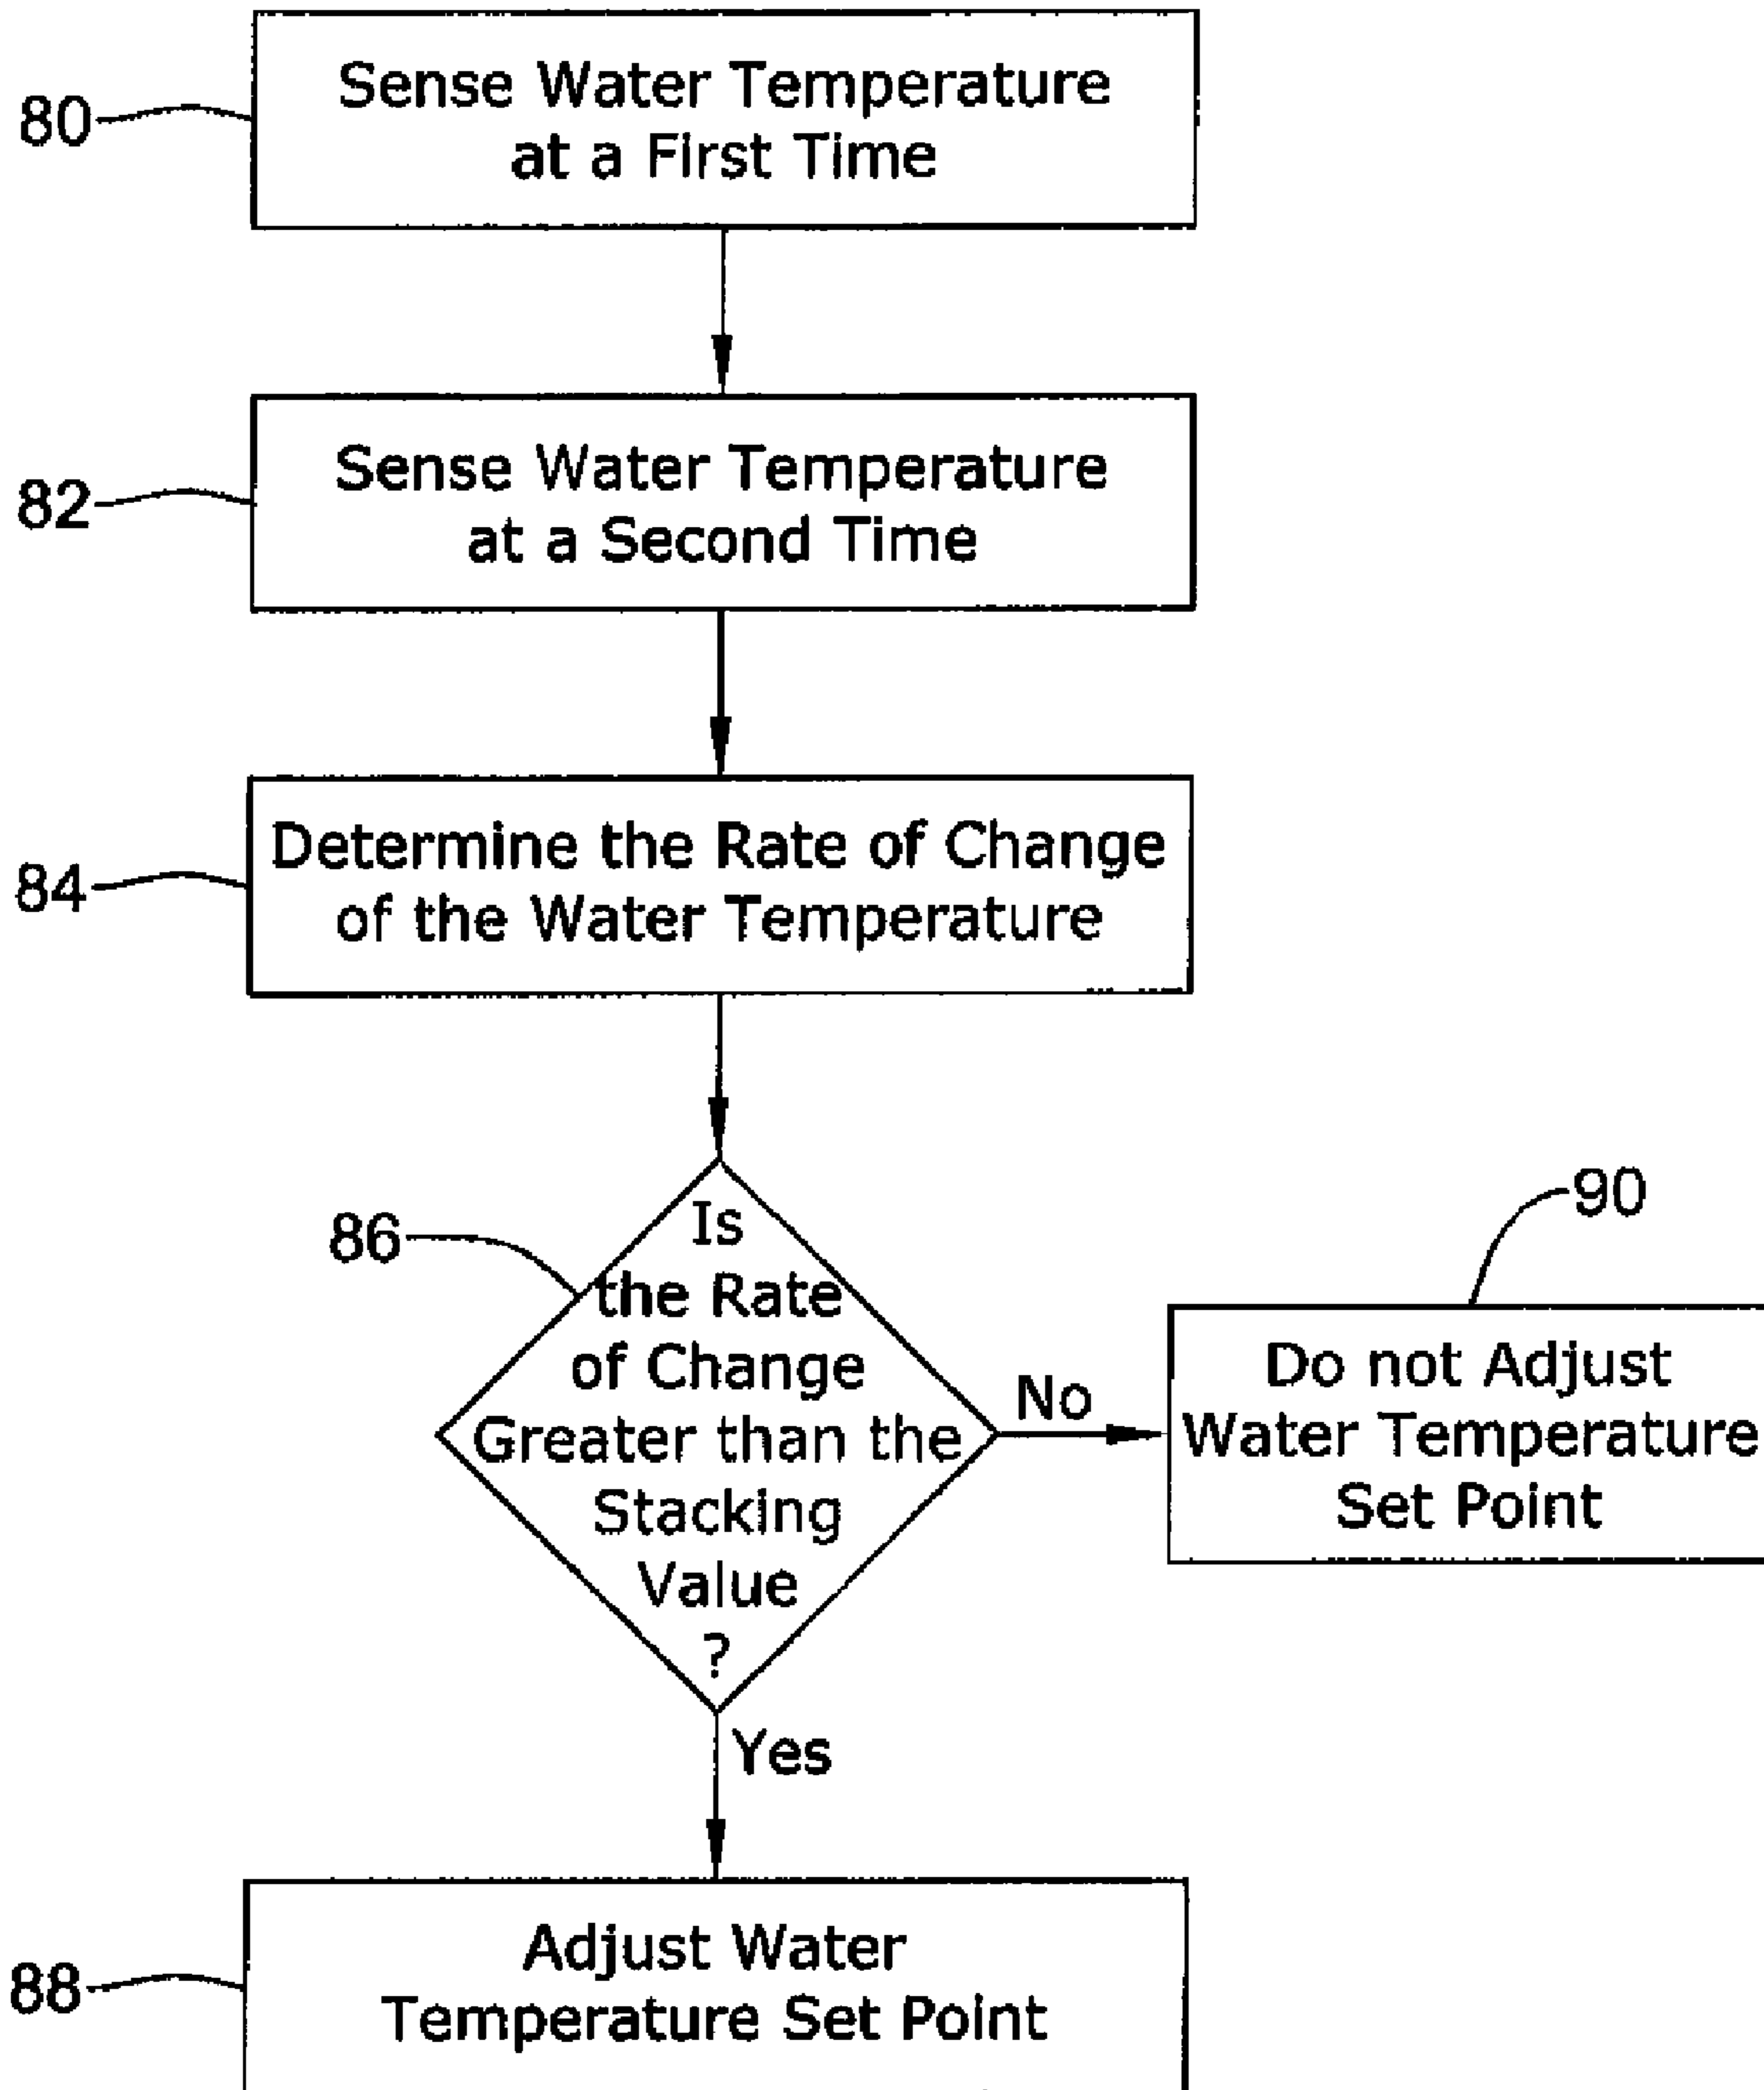 Sense Water Temperature
at a First Time
80
Sense Water Temperature
at a Second Time
82
Determine the Rate of Change
of the Water Temperature
84
86
Is
the Rate
of Change
Greater than the
Stacking
Value
?
No
90
Do not Adjust
Water Temperature
Set Point
Yes
88
Adjust Water
Temperature Set Point